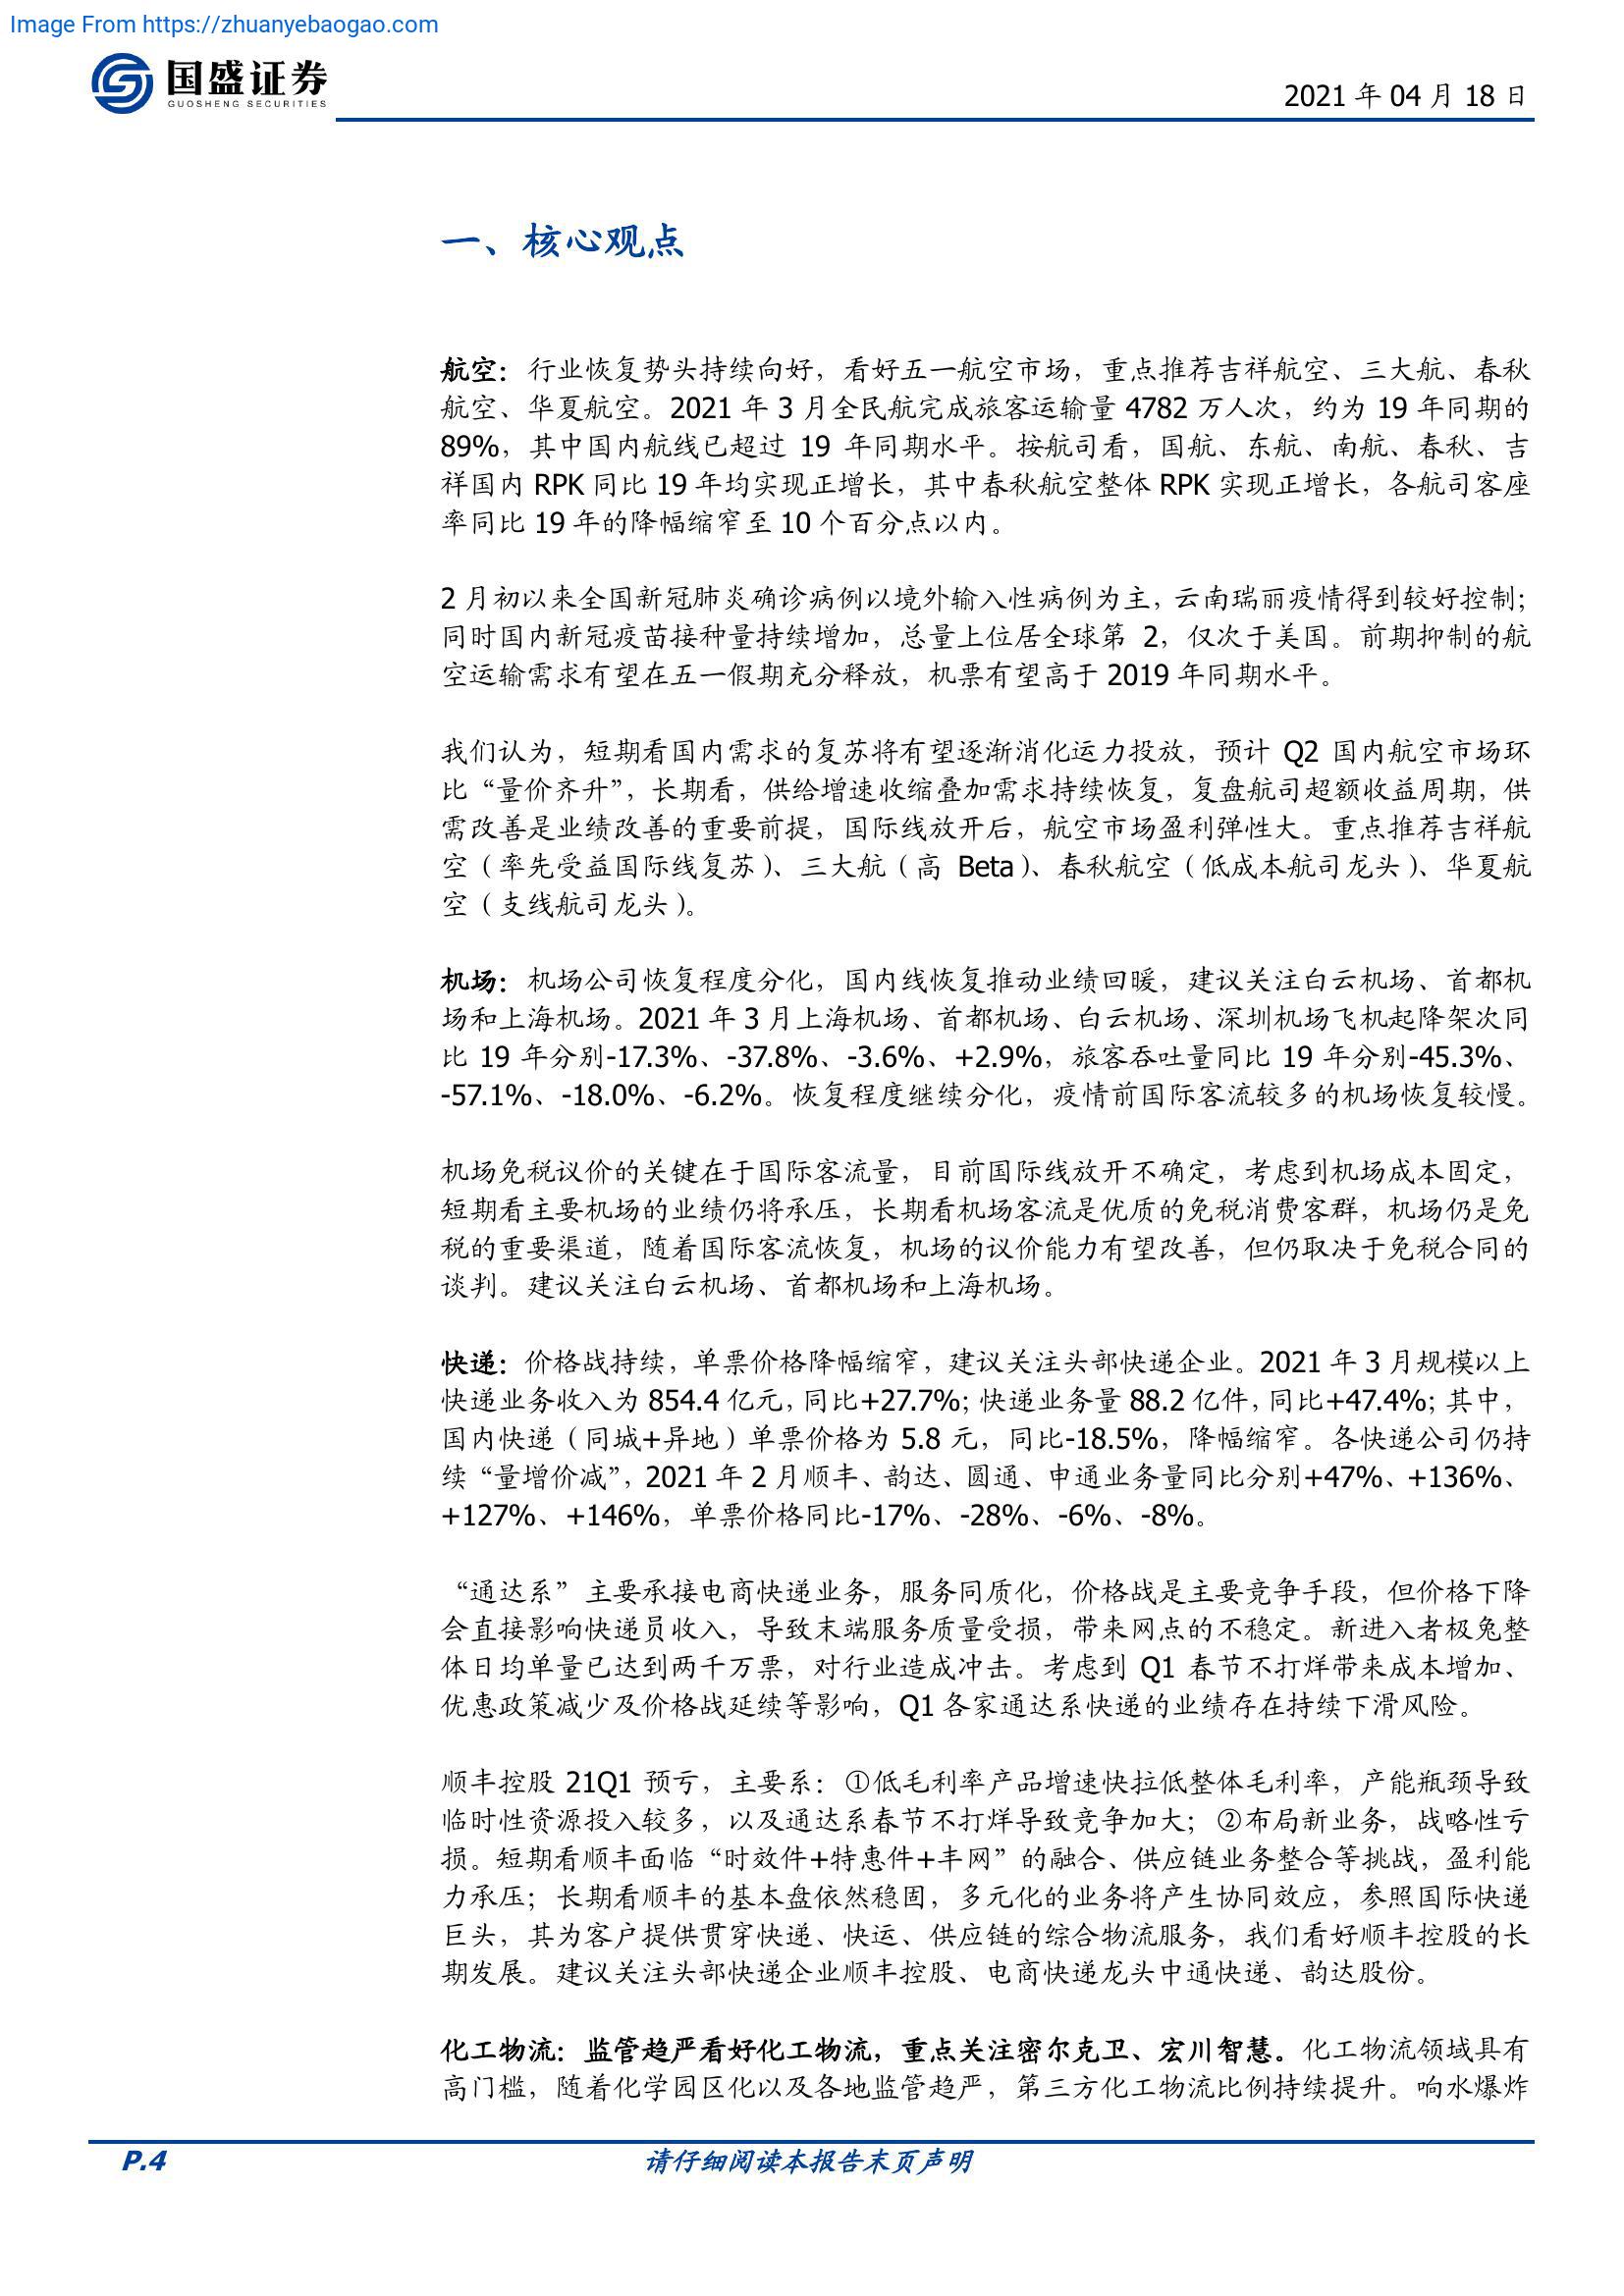 Image From https://zhuanyebaogao.com
国盛证券
GUOSHENG SECURITIES
2021 年 04 月 18 日
一、核心观点
航空：行业恢复势头持续向好，看好五一航空市场，重点推荐吉祥航空、三大航、春秋
航空、华夏航空。2021 年 3 月全民航完成旅客运输量 4782 万人次，约为 19 年同期的
89%，其中国内航线已超过 19 年同期水平。按航司看，国航、东航、南航、春秋、吉
祥国内 RPK 同比 19 年均实现正增长，其中春秋航空整体 RPK 实现正增长，各航司客座
率同比 19 年的降幅缩窄至 10 个百分点以内。
2 月初以来全国新冠肺炎确诊病例以境外输入性病例为主，云南瑞丽疫情得到较好控制；
同时国内新冠疫苗接种量持续增加，总量上位居全球第 2，仅次于美国。前期抑制的航
空运输需求有望在五一假期充分释放，机票有望高于 2019 年同期水平。
我们认为，短期看国内需求的复苏将有望逐渐消化运力投放，预计 Q2 国内航空市场环
比“量价齐升”，长期看，供给增速收缩叠加需求持续恢复，复盘航司超额收益周期，供
需改善是业绩改善的重要前提，国际线放开后，航空市场盈利弹性大。重点推荐吉祥航
空（率先受益国际线复苏）、三大航（高 Beta）、春秋航空（低成本航司龙头）、华夏航
空（支线航司龙头）。
机场：机场公司恢复程度分化，国内线恢复推动业绩回暖，建议关注白云机场、首都机
场和上海机场。2021 年 3 月上海机场、首都机场、白云机场、深圳机场飞机起降架次同
比 19 年分别-17.3%、-37.8%、-3.6%、+2.9%，旅客吞吐量同比 19 年分别-45.3%、
-57.1%、-18.0%、-6.2%。恢复程度继续分化，疫情前国际客流较多的机场恢复较慢。
机场免税议价的关键在于国际客流量，目前国际线放开不确定，考虑到机场成本固定，
短期看主要机场的业绩仍将承压，长期看机场客流是优质的免税消费客群，机场仍是免
税的重要渠道，随着国际客流恢复，机场的议价能力有望改善，但仍取决于免税合同的
谈判。建议关注白云机场、首都机场和上海机场。
快递：价格战持续，单票价格降幅缩窄，建议关注头部快递企业。2021 年 3 月规模以上
快递业务收入为 854.4 亿元，同比+27.7%；快递业务量 88.2 亿件，同比+47.4%；其中，
国内快递（同城+异地）单票价格为 5.8 元，同比-18.5%，降幅缩窄。各快递公司仍持
续“量增价减”，2021 年 2 月顺丰、韵达、圆通、申通业务量同比分别+47%、+136%、
+127%、+146%，单票价格同比-17%、-28%、-6%、-8%。
“通达系”主要承接电商快递业务，服务同质化，价格战是主要竞争手段，但价格下降
会直接影响快递员收入，导致末端服务质量受损，带来网点的不稳定。新进入者极兔整
体日均单量已达到两千万票，对行业造成冲击。考虑到 Q1 春节不打烊带来成本增加、
优惠政策减少及价格战延续等影响，Q1 各家通达系快递的业绩存在持续下滑风险。
顺丰控股 21Q1 预亏，主要系：①低毛利率产品增速快拉低整体毛利率，产能瓶颈导致
临时性资源投入较多，以及通达系春节不打烊导致竞争加大；②布局新业务，战略性亏
损。短期看顺丰面临“时效件+特惠件+丰网”的融合、供应链业务整合等挑战，盈利能
力承压；长期看顺丰的基本盘依然稳固，多元化的业务将产生协同效应，参照国际快递
巨头，其为客户提供贯穿快递、快运、供应链的综合物流服务，我们看好顺丰控股的长
期发展。建议关注头部快递企业顺丰控股、电商快递龙头中通快递、韵达股份。
化工物流：监管趋严看好化工物流，重点关注密尔克卫、宏川智慧。化工物流领域具有
高门槛，随着化学园区化以及各地监管趋严，第三方化工物流比例持续提升。响水爆炸
P.4
请仔细阅读本报告末页声明